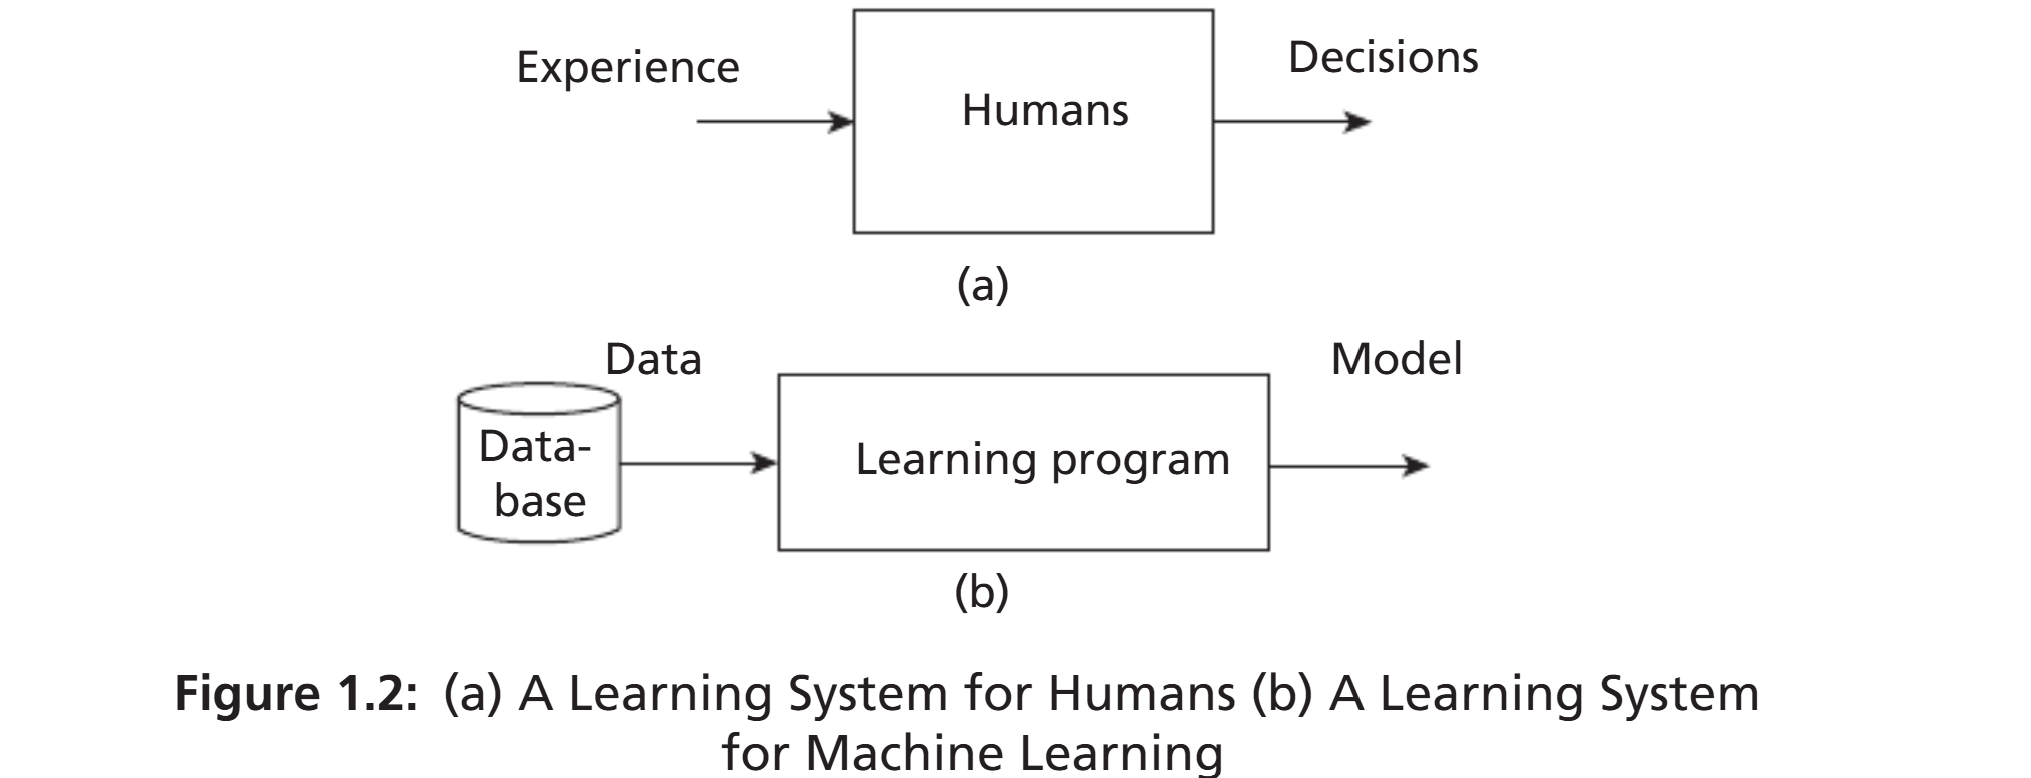 Experience
Decisions
Humans
(a)
Data
Model
Data-
base
Learning program
(b)
Figure 1.2: (a) A Learning System for Humans (b) A Learning System
for Machine Learning